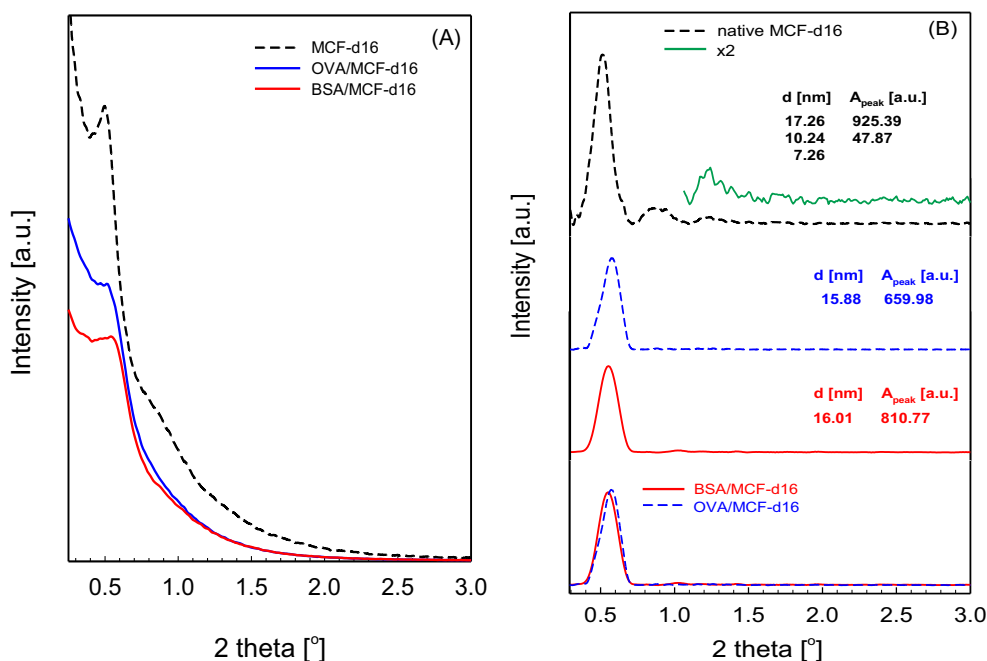 (A)
MCF-d16
OVA/MCF-d16
BSA/MCF-d16
Intensity [a.u.]
0.5 1.0 1.5 2.0 2.5 3.0
2 theta [°]
(B)
native MCF-d16
x2
d [nm] A_peak [a.u.]
17.26 925.39
10.24 47.87
7.26
d [nm] A_peak [a.u.]
15.88 659.98
d [nm] A_peak [a.u.]
16.01 810.77
BSA/MCF-d16
OVA/MCF-d16
Intensity [a.u.]
0.5 1.0 1.5 2.0 2.5 3.0
2 theta [°]